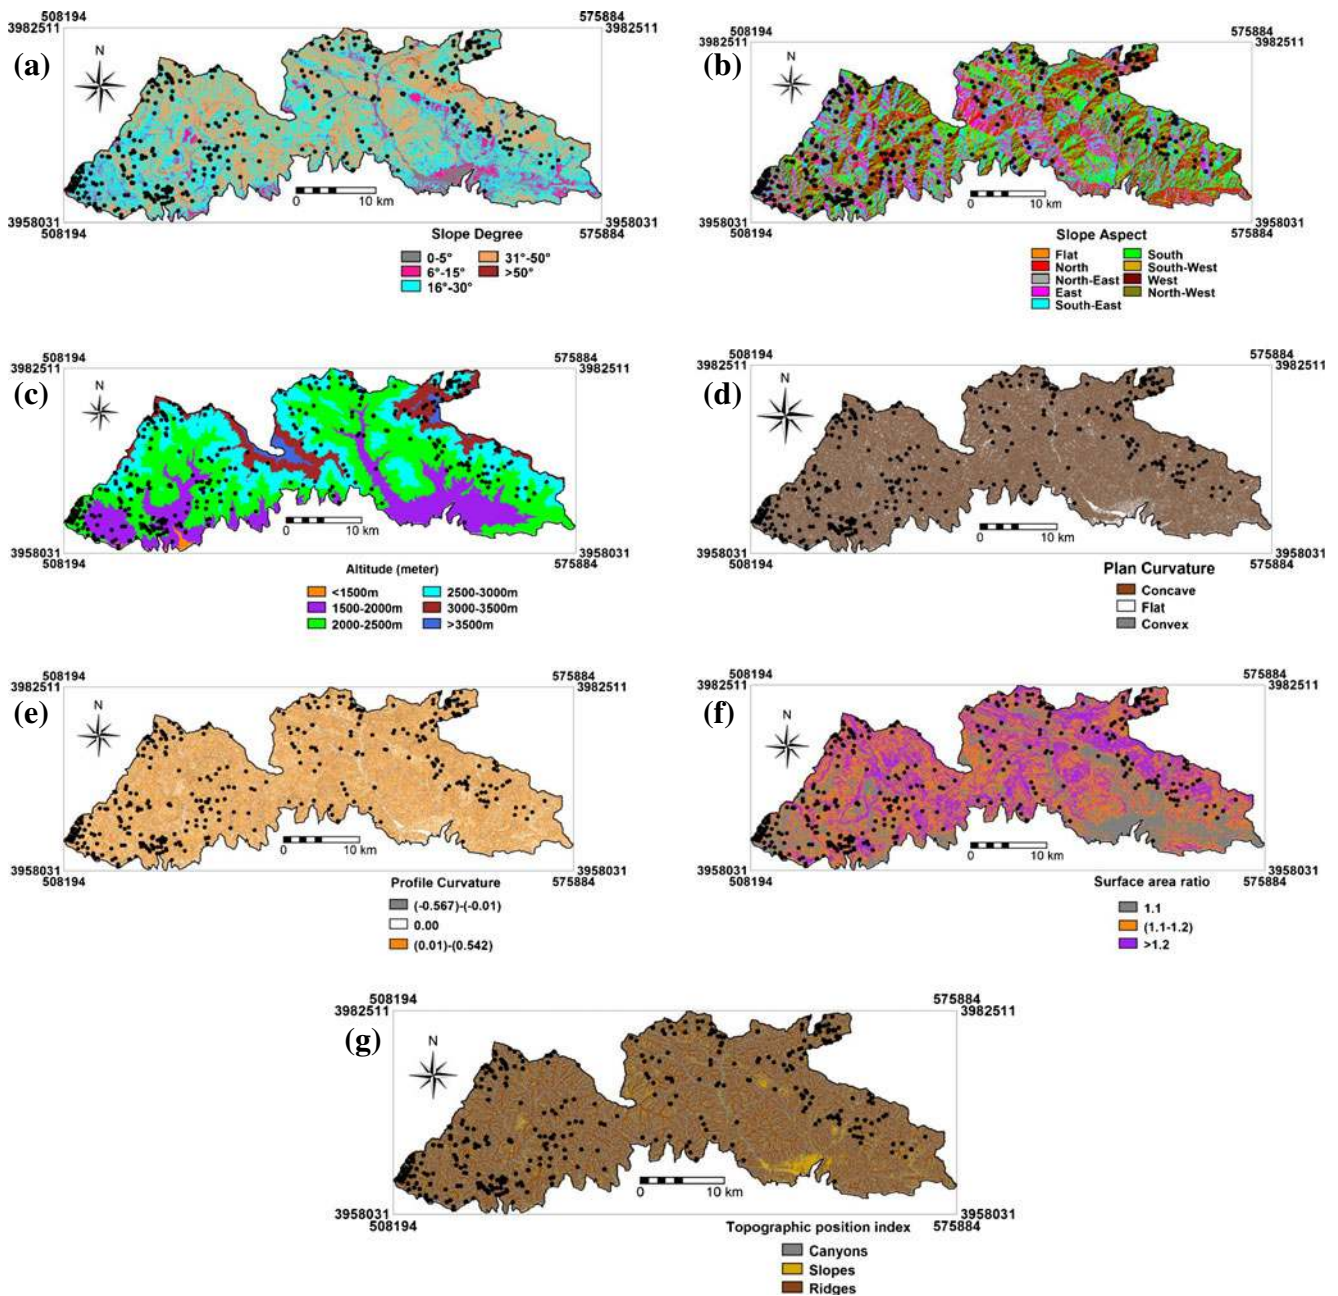 508194 575884
3982511 3982511
(a)
N
0 10 km
3958031 3958031
508194 575884
Slope Degree
0-5° 31°-50°
6°-15° >50°
16°-30°
575884
508194
3982511 3982511
(b)
N
0 10 km
3958031 3958031
508194 575884
Slope Aspect
Flat South
North South-West
North-East West
East North-West
South-East
508194 575884
3982511 3982511
(c)
N
0 10 km
3958031 3958031
508194 575884
Altitude (meter)
<1500m 2500-3000m
1500-2000m 3000-3500m
2000-2500m >3500m
508194 575884
3982511 3982511
(d)
N
0 10 km
3958031 3958031
508194 575884
Plan Curvature
Concave
Flat
Convex
508194 575884
3982511 3982511
(e)
N
0 10 km
3958031 3958031
508194 575884
Profile Curvature
(-0.567)-(-0.01)
0.00
(0.01)-(0.542)
508194 575884
3982511 3982511
(f)
N
0 10 km
3958031 3958031
508194 575884
Surface area ratio
1.1
(1.1-1.2)
>1.2
508194 575884
3982511 3982511
(g)
N
0 10 km
3958031 3958031
508194 575884
Topographic position index
Canyons
Slopes
Ridges